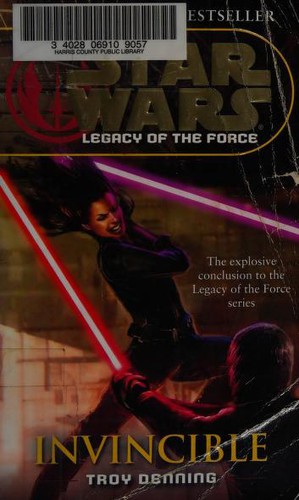 ESTSELLER
3 4028 06910 9057
HARRIS COUNTY PUBLIC LIBRARY
STAR
WARS
LEGACY OF THE FORCE
The explosive
conclusion to the
Legacy of the Force
series
INVINCIBLE
TROY DENNING